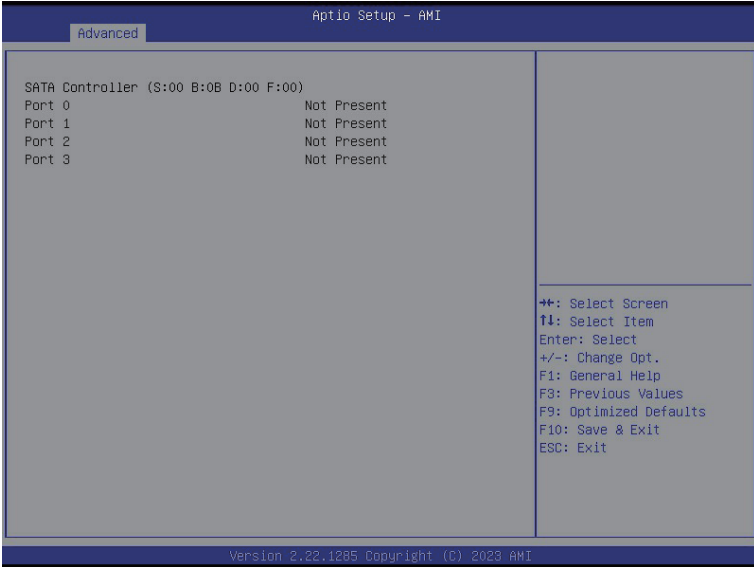 Aptio Setup – AMI
Advanced
SATA Controller (S:00 B:0B D:00 F:00)
Port 0 Not Present
Port 1 Not Present
Port 2 Not Present
Port 3 Not Present
→←: Select Screen
↑↓: Select Item
Enter: Select
+/-: Change Opt.
F1: General Help
F3: Previous Values
F9: Optimized Defaults
F10: Save & Exit
ESC: Exit
Version 2.22.1285 Copyright (C) 2023 AMI